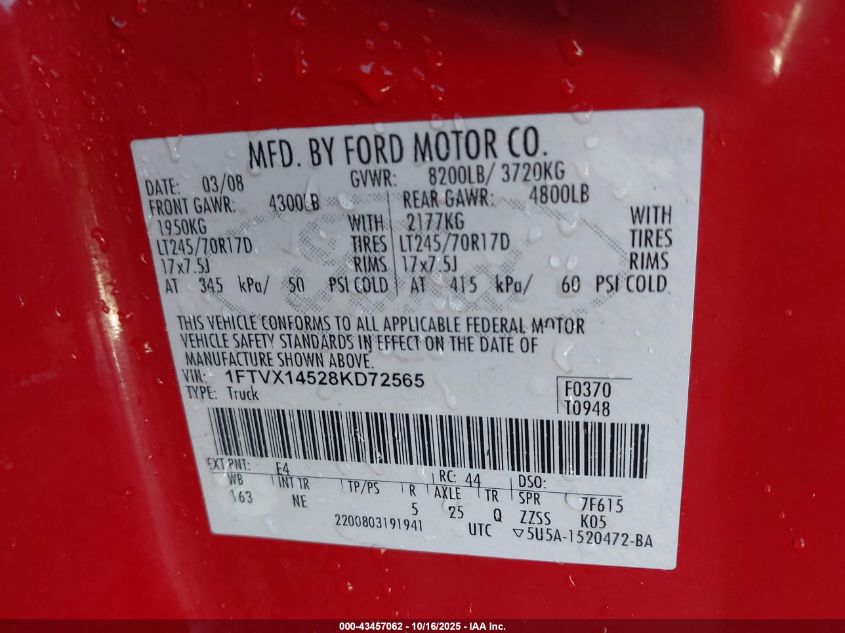 MFD. BY FORD MOTOR CO.
DATE: 03/08 GVWR: 8200LB/ 3720KG
FRONT GAWR: 4300LB REAR GAWR: 4800LB
1950KG WITH 2177KG WITH
LT245/70R17D TIRES LT245/70R17D TIRES
17x7.5J RIMS 17x7.5J RIMS
AT 345 kPa/ 50 PSI COLD AT 415 kPa/ 60 PSI COLD
THIS VEHICLE CONFORMS TO ALL APPLICABLE FEDERAL MOTOR
VEHICLE SAFETY STANDARDS IN EFFECT ON THE DATE OF
MANUFACTURE SHOWN ABOVE.
VIN: 1FTVX14528KD72565
TYPE: Truck
F0370
T0948
EXT PNT: E4 RC: 44 DSO:
WB INT TR TP/PS R AXLE TR SPR 7F615
163 NE 5 25 Q ZZSS K05
2200803191941 UTC ▽5U5A-1520472-BA
000-43457062 | 10/16/2025 | IAA Inc.